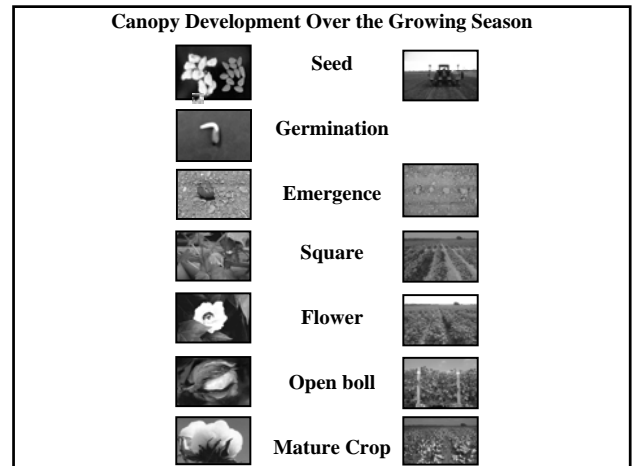 Canopy Development Over the Growing Season
Seed
Germination
Emergence
Square
Flower
Open boll
Mature Crop